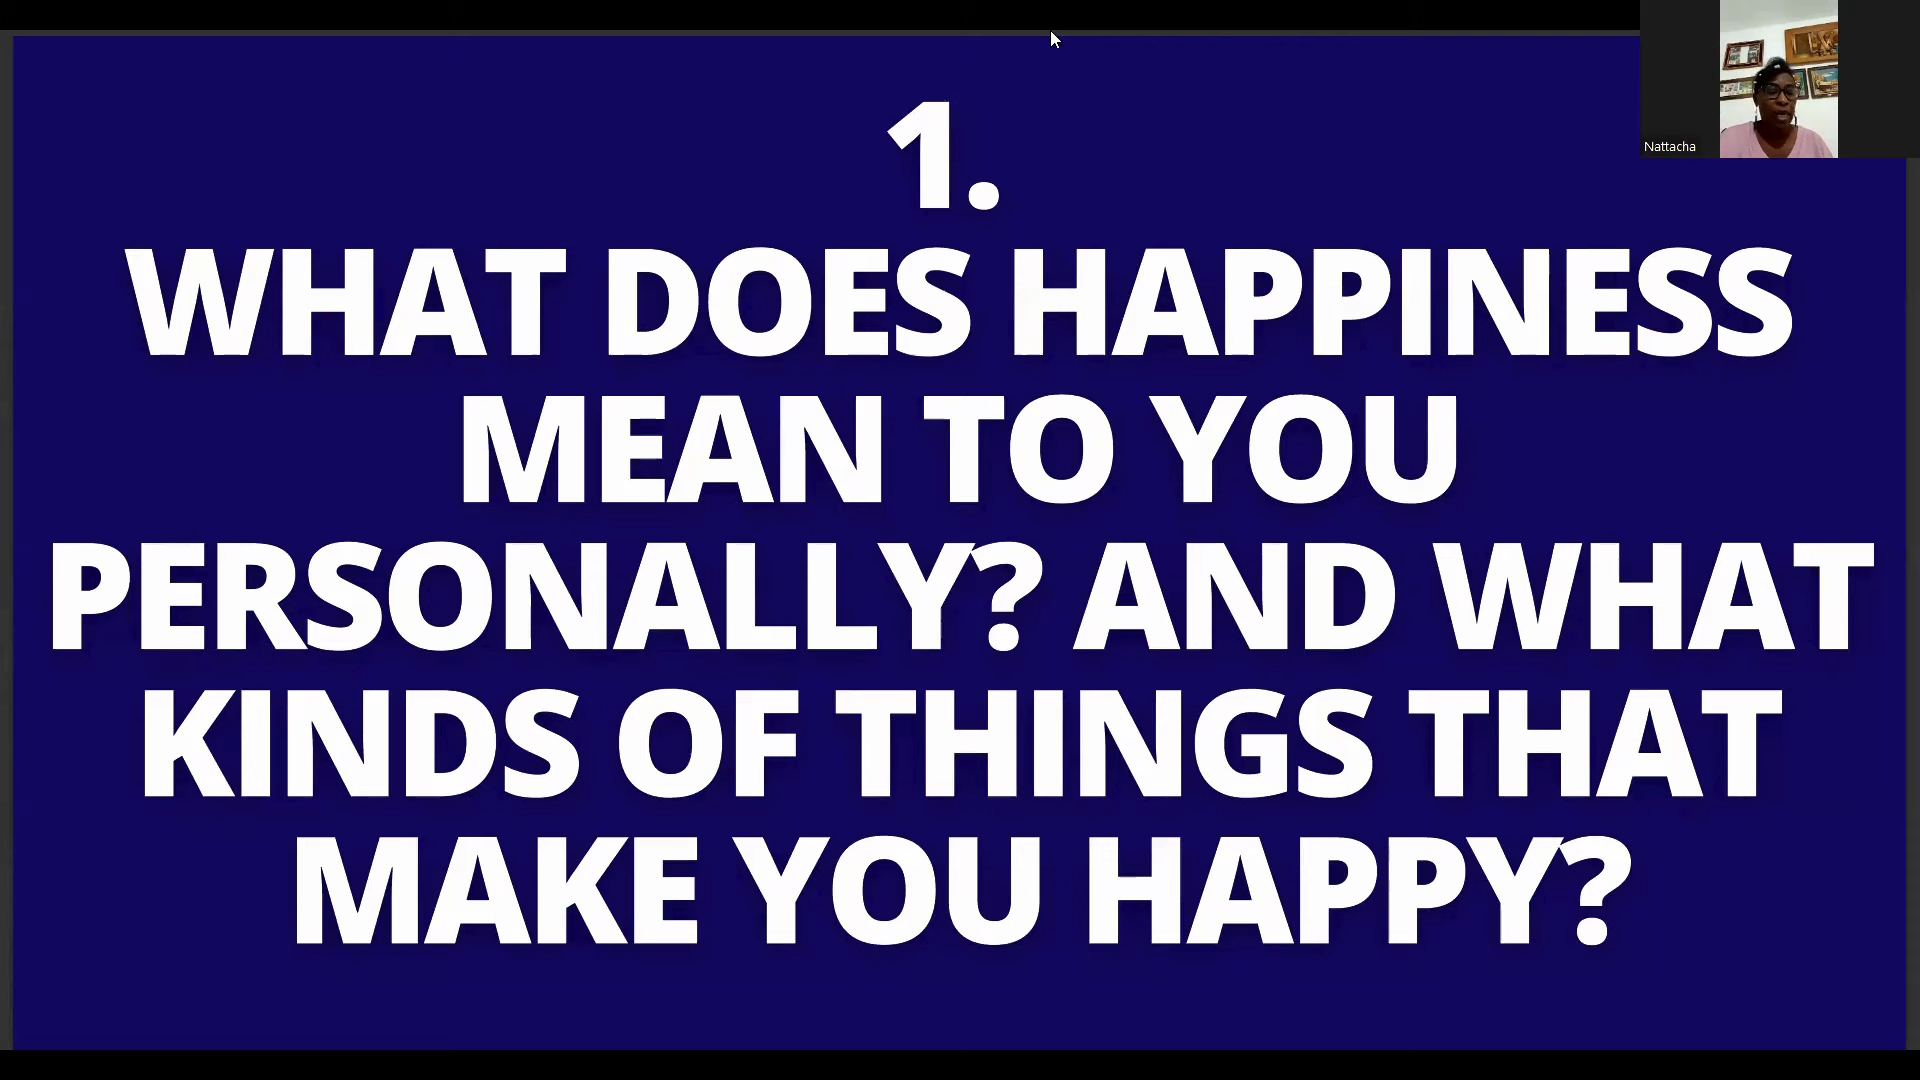 1.
WHAT DOES HAPPINESS
MEAN TO YOU
PERSONALLY? AND WHAT
KINDS OF THINGS THAT
MAKE YOU HAPPY?
Nattacha